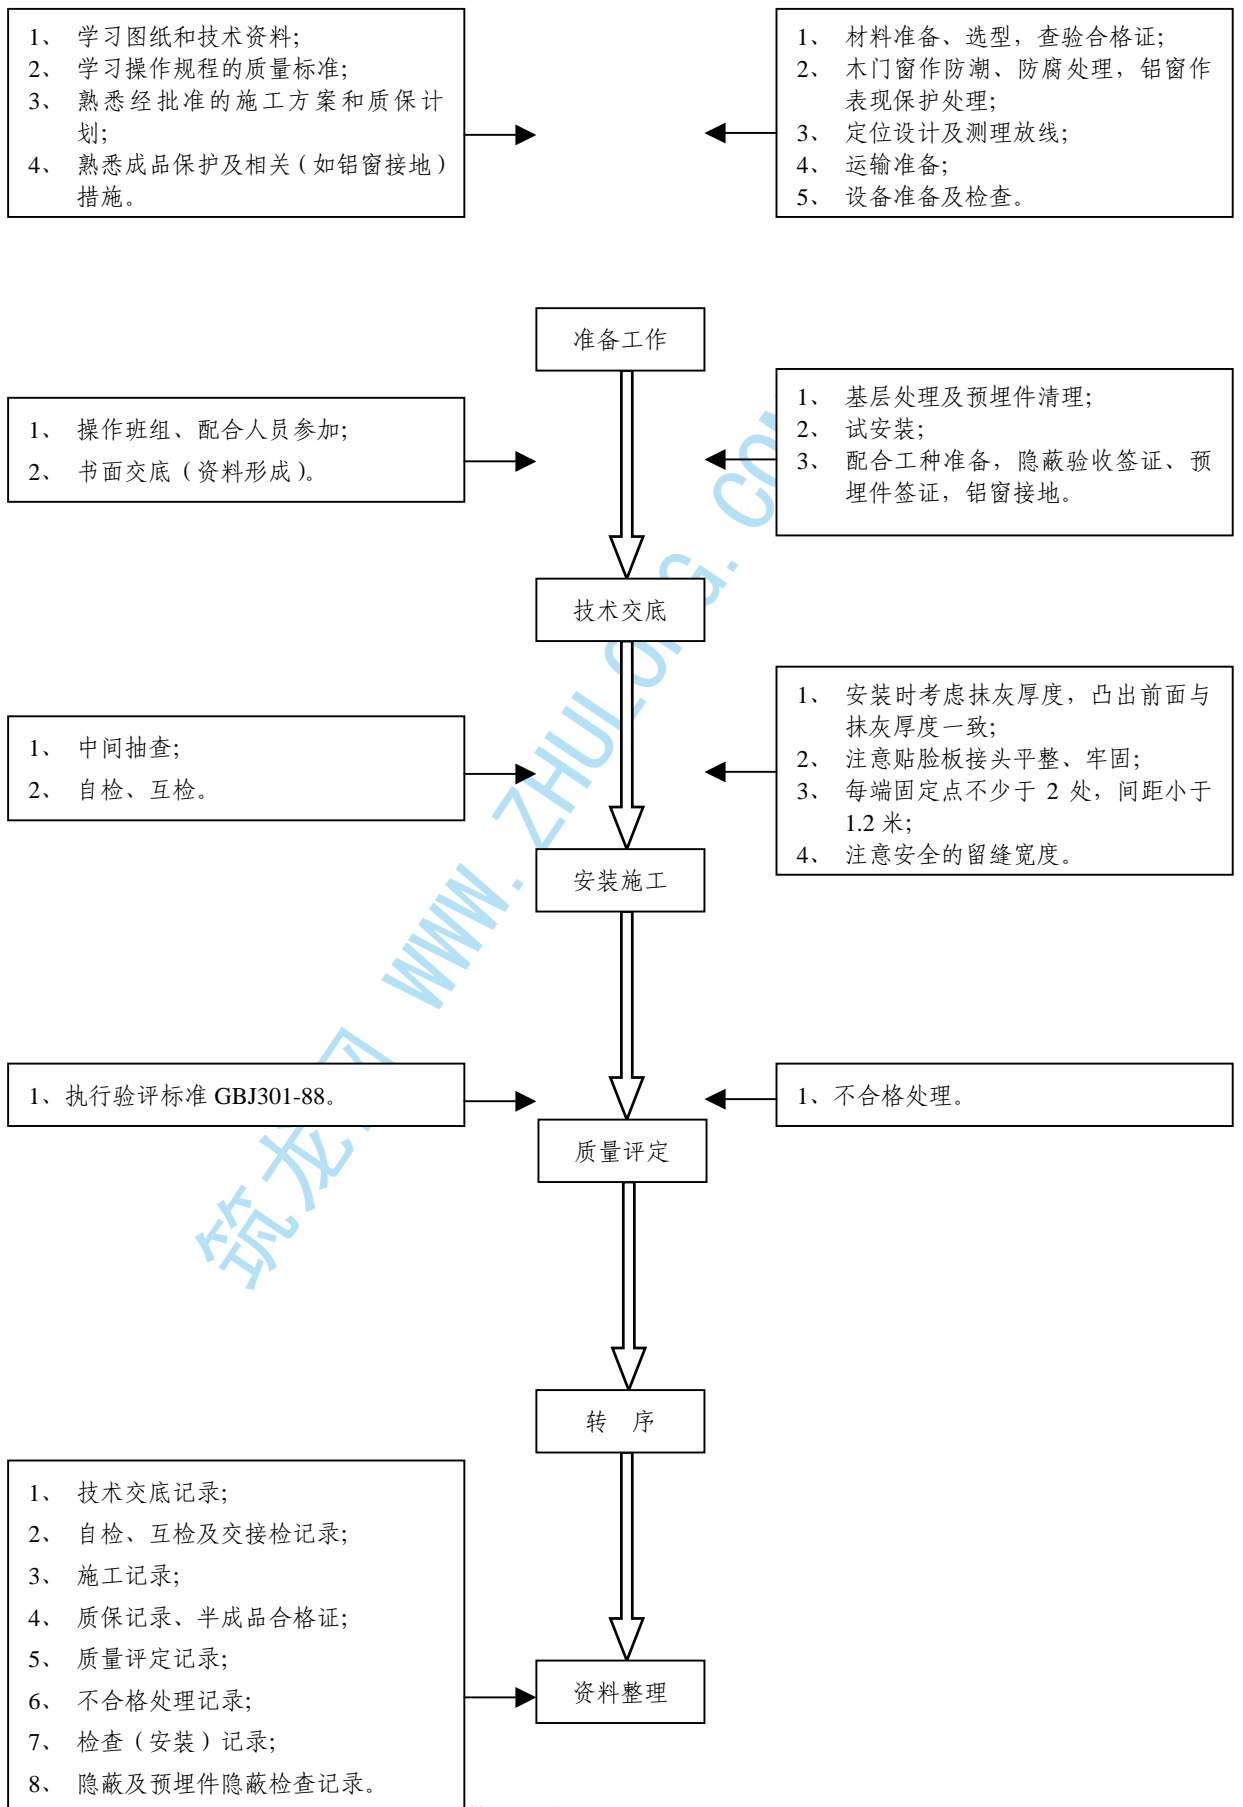 1、 学习图纸和技术资料;
2、 学习操作规程的质量标准;
3、 熟悉经批准的施工方案和质保计
划;
4、 熟悉成品保护及相关（如铝窗接地）
措施。
1、 材料准备、选型，查验合格证;
2、 木门窗作防潮、防腐处理，铝窗作
表现保护处理;
3、 定位设计及测理放线;
4、 运输准备;
5、 设备准备及检查。
准备工作
1、 操作班组、配合人员参加;
2、 书面交底（资料形成）。
1、 基层处理及预埋件清理;
2、 试安装;
3、 配合工种准备，隐蔽验收签证、预
埋件签证，铝窗接地。
技术交底
1、 中间抽查;
2、 自检、互检。
1、 安装时考虑抹灰厚度，凸出前面与
抹灰厚度一致;
2、 注意贴脸板接头平整、牢固;
3、 每端固定点不少于 2 处，间距小于
1.2 米;
4、 注意安全的留缝宽度。
安装施工
1、执行验评标准 GBJ301-88。
1、不合格处理。
质量评定
转 序
1、 技术交底记录;
2、 自检、互检及交接检记录;
3、 施工记录;
4、 质保记录、半成品合格证;
5、 质量评定记录;
6、 不合格处理记录;
7、 检查（安装）记录;
8、 隐蔽及预埋件隐蔽检查记录。
资料整理
筑龙网 WWW.ZHULONG.COM